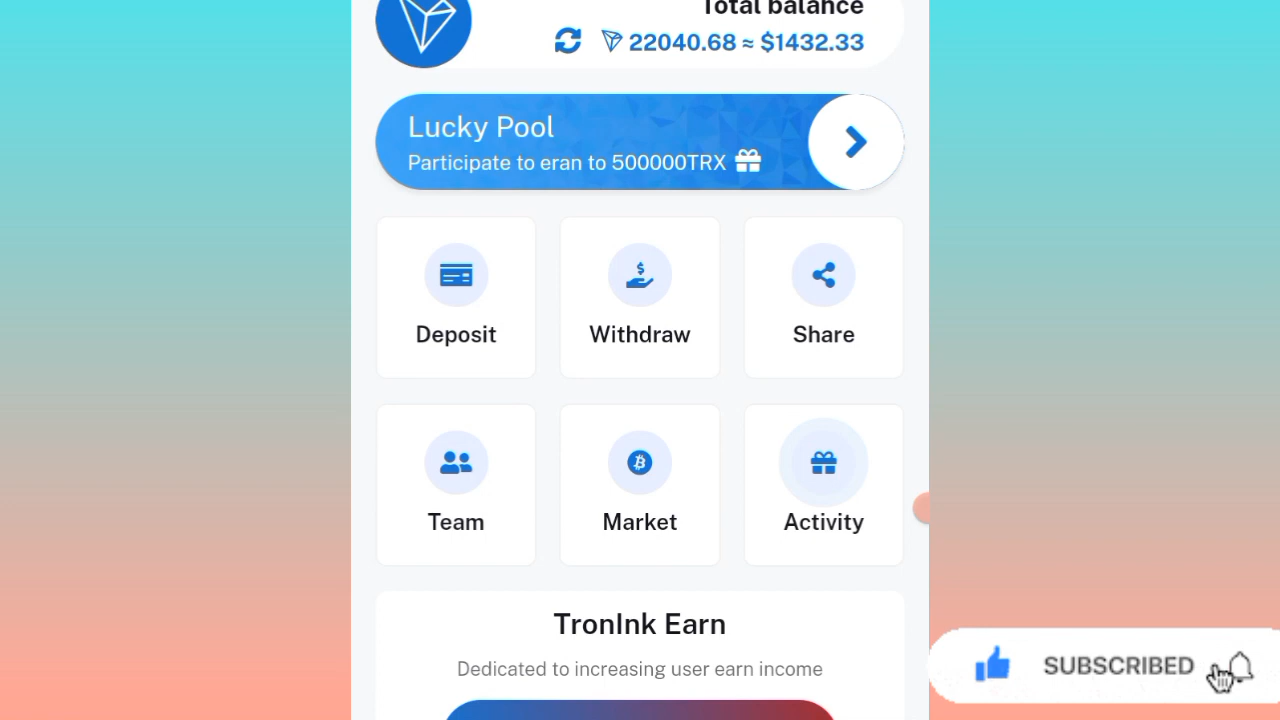 Total balance
22040.68 ≈ $1432.33
Lucky Pool
Participate to eran to 500000TRX
Deposit
Withdraw
Share
Team
Market
Activity
TronInk Earn
Dedicated to increasing user earn income
SUBSCRIBED